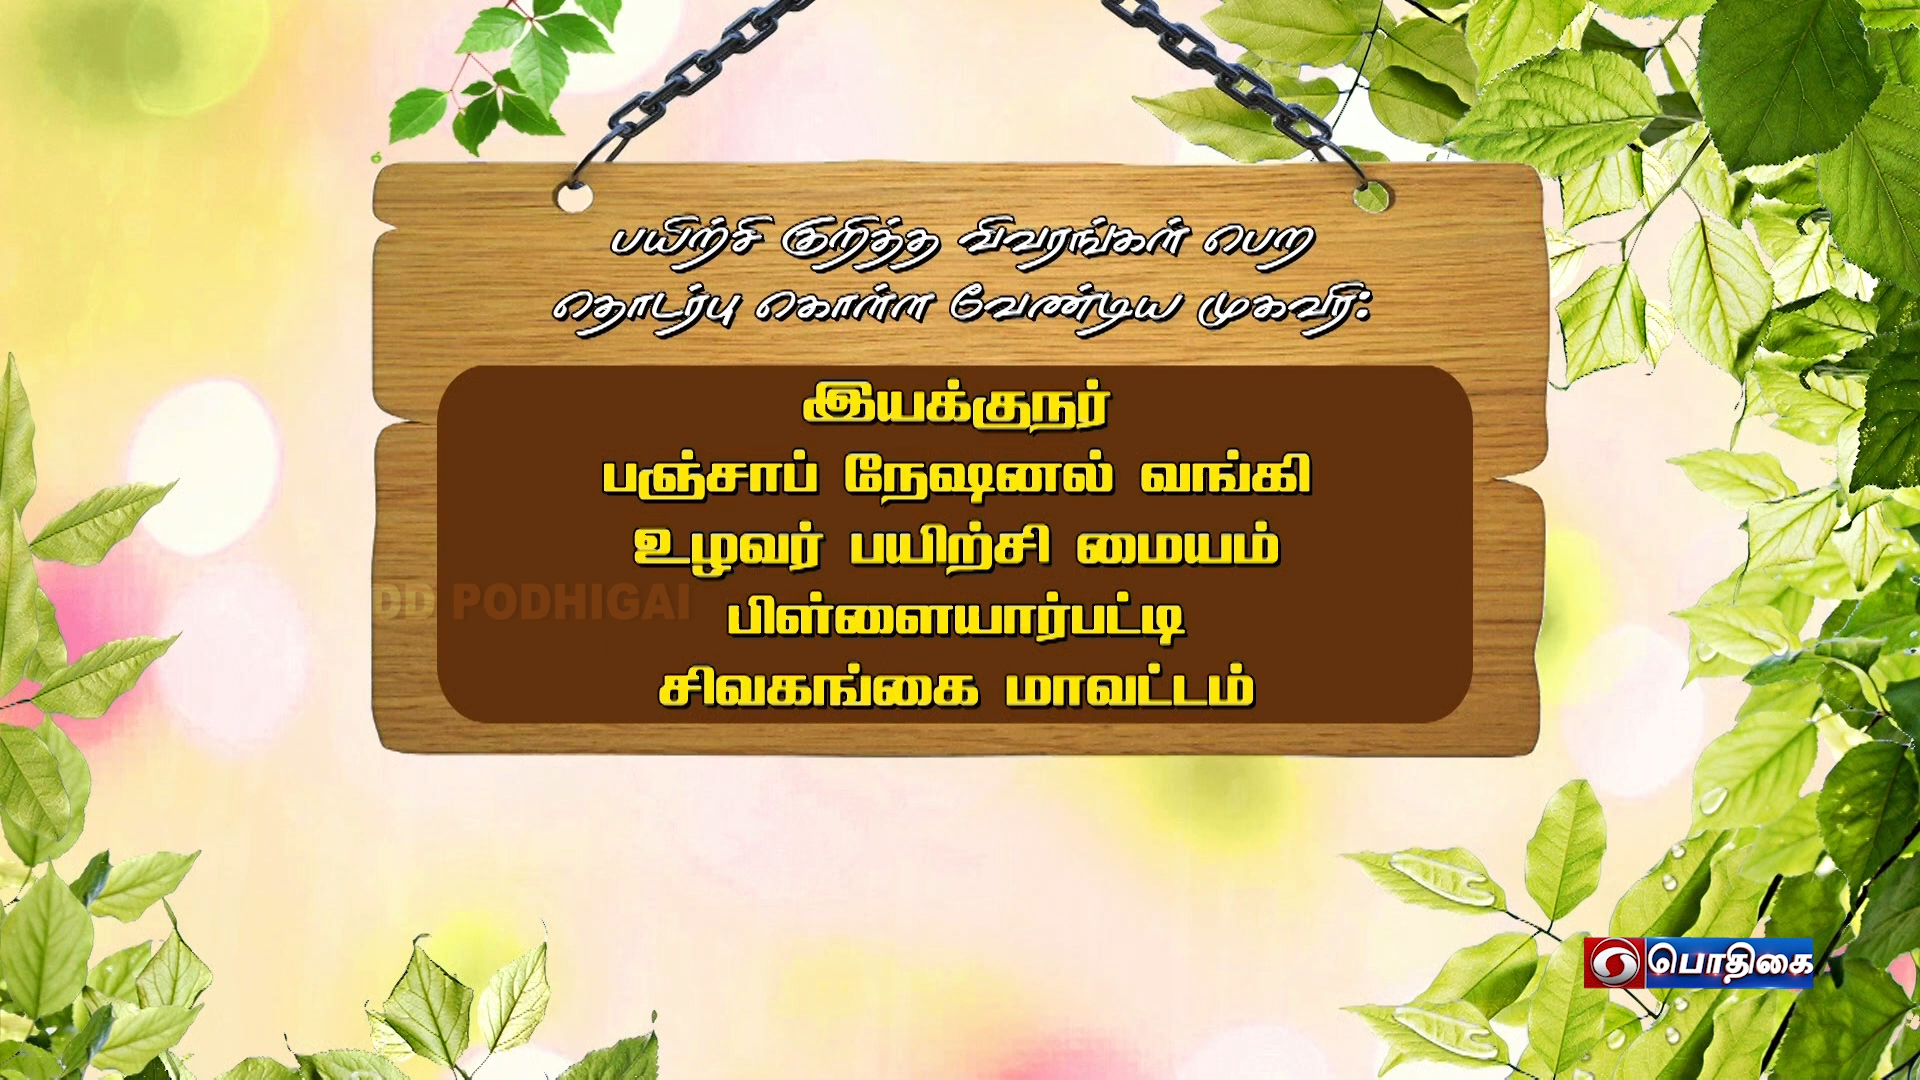 பயிற்சி குறித்த விவரங்கள் பெற
தொடர்பு கொள்ள வேண்டிய முகவரி:
இயக்குநர்
பஞ்சாப் நேஷனல் வங்கி
உழவர் பயிற்சி மையம்
DD PODHIGAI
பிள்ளையார்பட்டி
சிவகங்கை மாவட்டம்
பொதிகை